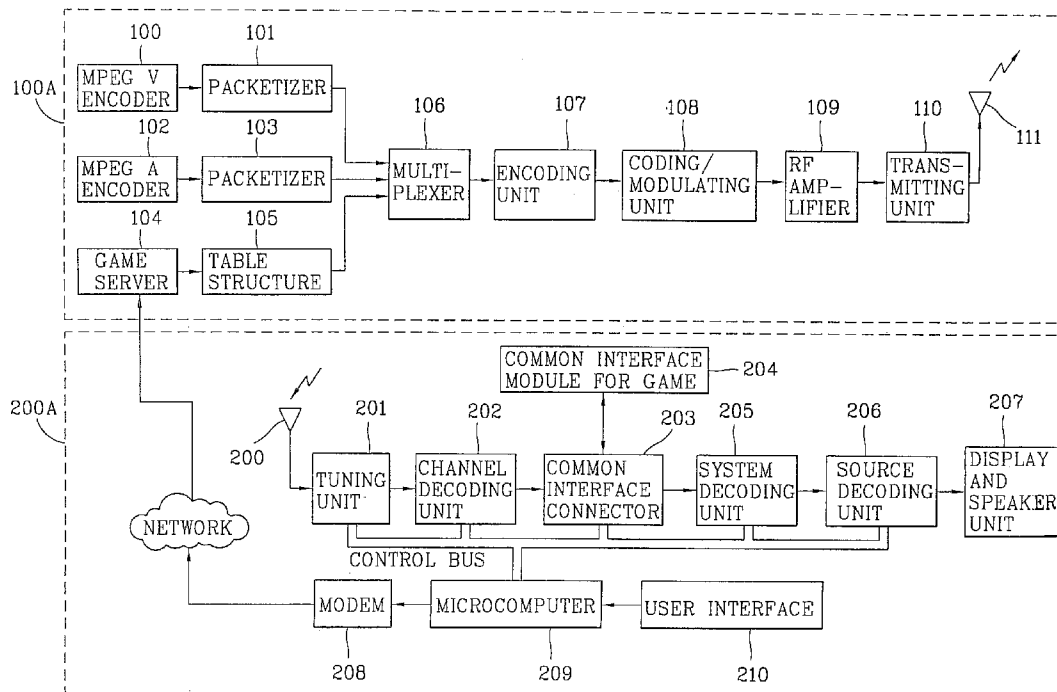 100
101
MPEG V
ENCODER
PACKETIZER
100A
102
103
106
107
108
109
110
111
MPEG A
ENCODER
PACKETIZER
MULTI-
PLEXER
ENCODING
UNIT
CODING/
MODULATING
UNIT
RF
AMP-
LIFIER
TRANS-
MITTING
UNIT
104
105
GAME
SERVER
TABLE
STRUCTURE
COMMON INTERFACE
MODULE FOR GAME
204
200A
200
201
202
203
205
206
207
TUNING
UNIT
CHANNEL
DECODING
UNIT
COMMON
INTERFACE
CONNECTOR
SYSTEM
DECODING
UNIT
SOURCE
DECODING
UNIT
DISPLAY
AND
SPEAKER
UNIT
NETWORK
CONTROL BUS
MODEM
MICROCOMPUTER
USER INTERFACE
208
209
210